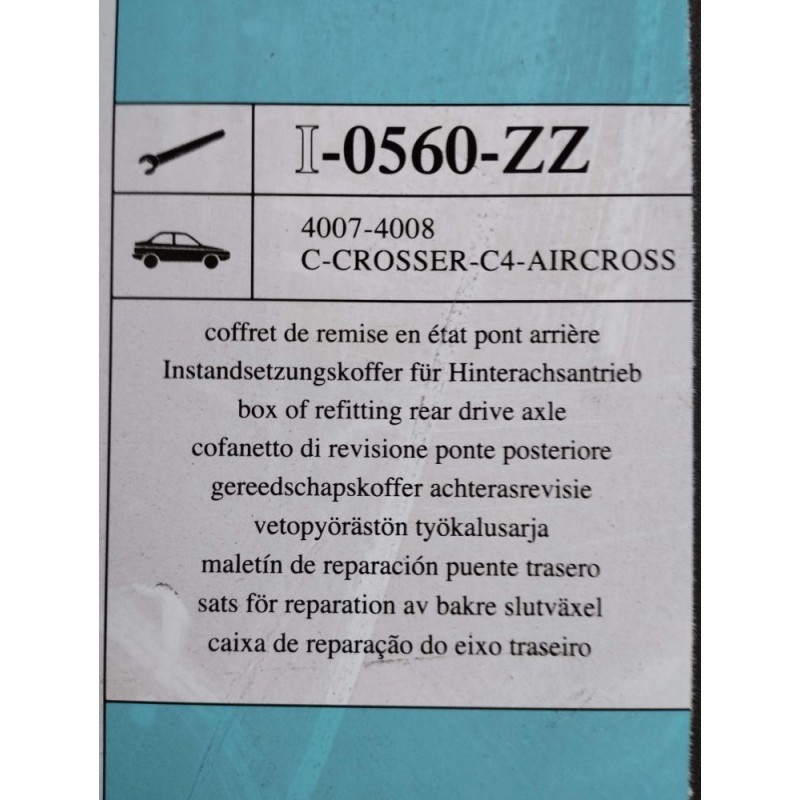 I-0560-ZZ
4007-4008
C-CROSSER-C4-AIRCROSS
coffret de remise en état pont arrière
Instandsetzungskoffer für Hinterachsantrieb
box of refitting rear drive axle
cofanetto di revisione ponte posteriore
gereedschapskoffer achterasrevisie
vetopyörästön työkalusarja
maletín de reparación puente trasero
sats för reparation av bakre slutväxel
caixa de reparação do eixo traseiro